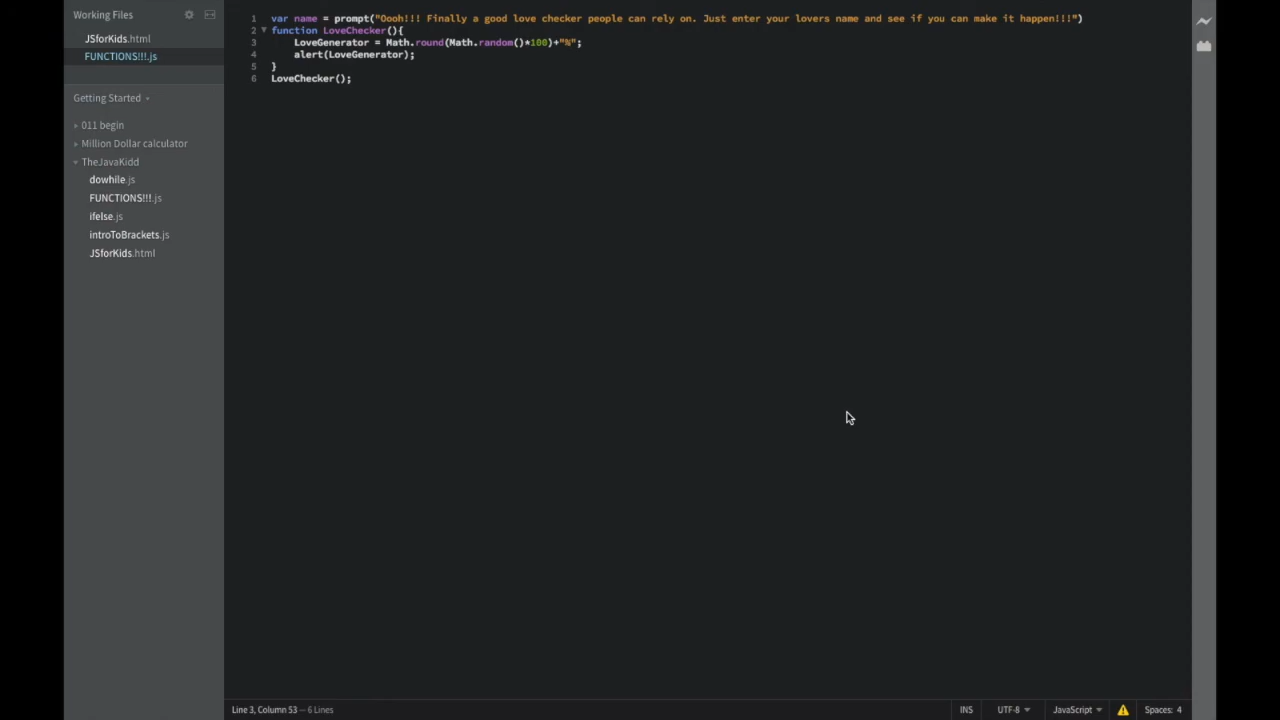 Working Files
JSforKids.html
FUNCTIONS!!!.js
Getting Started
011 begin
Million Dollar calculator
TheJavaKidd
dowhile.js
FUNCTIONS!!!.js
ifelse.js
introToBrackets.js
JSforKids.html
1 var name = prompt("Oooh!!! Finally a good love checker people can rely on. Just enter your lovers name and see if you can make it happen!!!")
2 function LoveChecker(){
3 LoveGenerator = Math.round(Math.random()*100)+"%";
4 alert(LoveGenerator);
5 }
6 LoveChecker();
Line 3, Column 53 — 6 Lines
INS UTF-8 JavaScript Spaces: 4